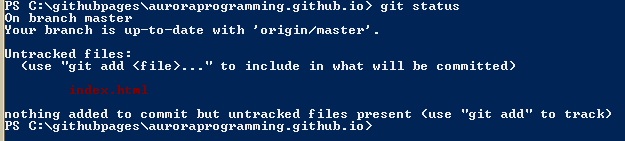 PS C:\githubpages\auroraprogramming.github.io> git status
On branch master
Your branch is up-to-date with 'origin/master'.
Untracked files:
  (use "git add <file>..." to include in what will be committed)
        index.html
nothing added to commit but untracked files present (use "git add" to track)
PS C:\githubpages\auroraprogramming.github.io>